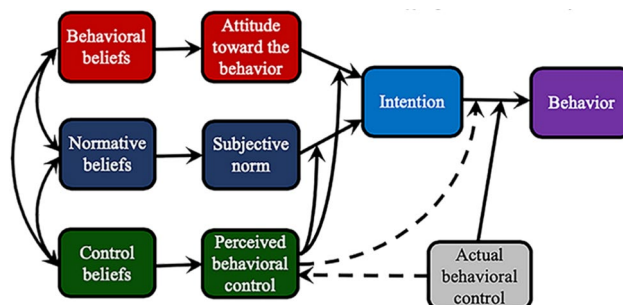 Behavioral
beliefs
Attitude
toward the
behavior
Intention
Behavior
Normative
beliefs
Subjective
norm
Control
beliefs
Perceived
behavioral
control
Actual
behavioral
control